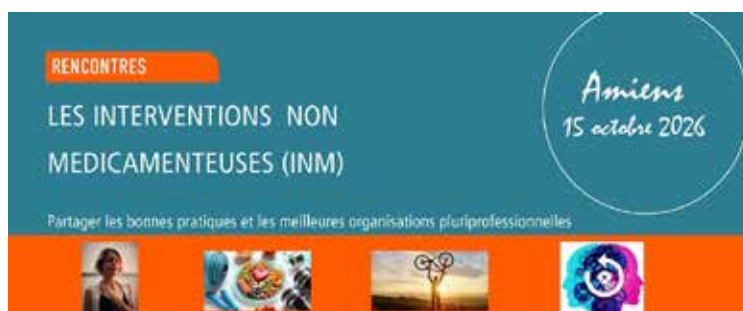 RENCONTRES
LES INTERVENTIONS NON
MEDICAMENTEUSES (INM)
Amiens
15 octobre 2026
Partager les bonnes pratiques et les meilleures organisations pluriprofessionnelles